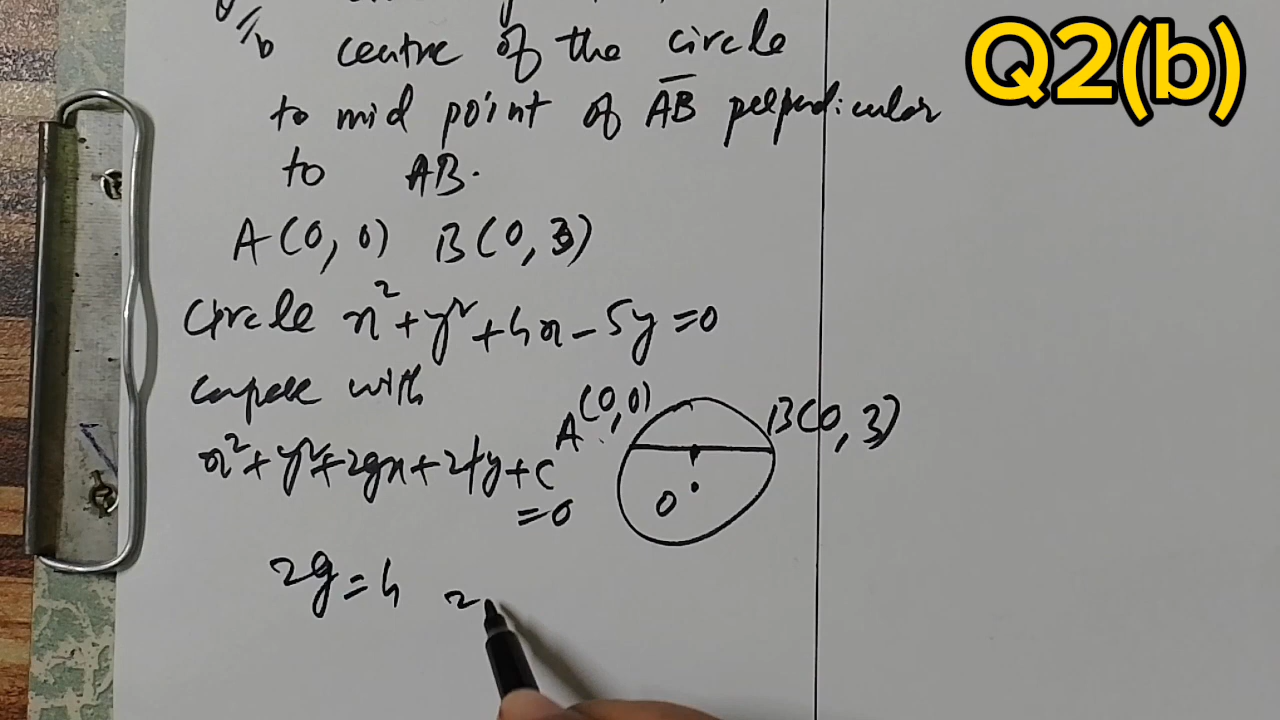 Q2(b)
b
centre of the circle
to mid point of AB perpendicular
to AB.
A(0, 0) B(0, 3)
Circle x²+y²+4x-5y=0
compare with
x²+y²+2gx+2fy+c
=0
A(0,0)
B(0, 3)
O
2g=4 2